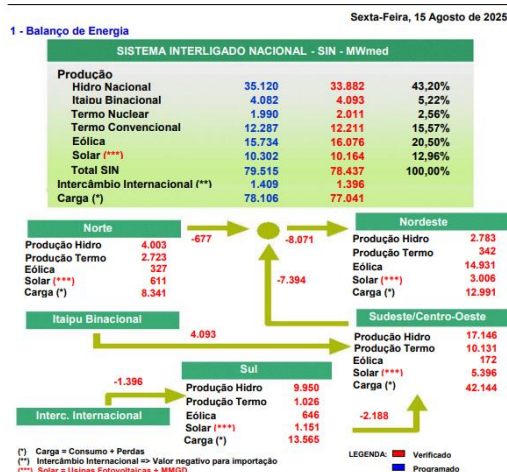 Sexta-Feira, 15 Agosto de 2025
1 - Balanço de Energia
SISTEMA INTERLIGADO NACIONAL - SIN - MWmed
Produção
Hidro Nacional 35.120 33.882 43,20%
Itaipu Binacional 4.082 4.093 5,22%
Termo Nuclear 1.990 2.011 2,56%
Termo Convencional 12.287 12.211 15,57%
Eólica 15.734 16.076 20,50%
Solar (***) 10.302 10.164 12,96%
Total SIN 79.515 78.437 100,00%
Intercâmbio Internacional (**) 1.409 1.396
Carga (*) 78.106 77.041
Norte
Produção Hidro 4.003
Produção Termo 2.723
Eólica 327
Solar (***) 611
Carga (*) 8.341
-677
-8.071
Nordeste
Produção Hidro 2.783
Produção Termo 342
Eólica 14.931
Solar (***) 3.006
Carga (*) 12.991
-7.394
Itaipu Binacional
4.093
Sudeste/Centro-Oeste
Produção Hidro 17.146
Produção Termo 10.131
Eólica 172
Solar (***) 5.396
Carga (*) 42.144
Sul
Produção Hidro 9.950
Produção Termo 1.026
Eólica 646
Solar (***) 1.151
Carga (*) 13.565
-1.396
Interc. Internacional
-2.188
(*) Carga = Consumo + Perdas
(**) Intercâmbio Internacional => Valor negativo para importação
(***) Solar = Usinas Fotovoltaicas + MMGD
LEGENDA: Verificado
Programado